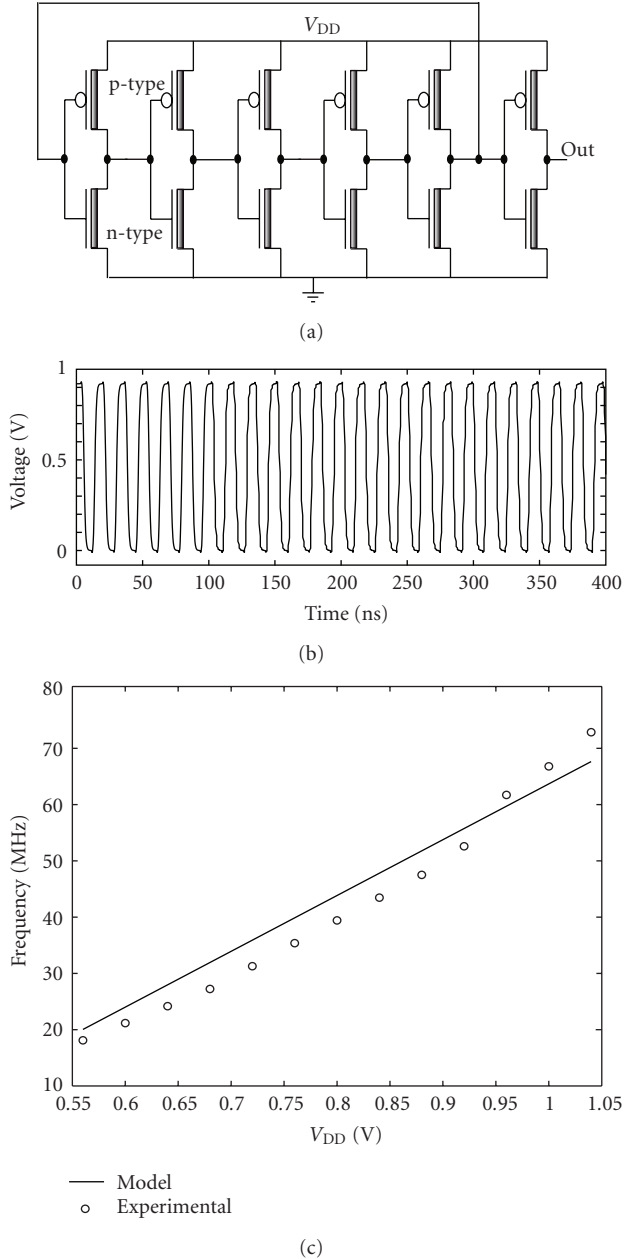 V_DD
p-type
Out
n-type
(a)
1
0.5
0
Voltage (V)
0 50 100 150 200 250 300 350 400
Time (ns)
(b)
80
70
60
50
40
30
20
10
Frequency (MHz)
0.55 0.6 0.65 0.7 0.75 0.8 0.85 0.9 0.95 1 1.05
V_DD (V)
Model
Experimental
(c)